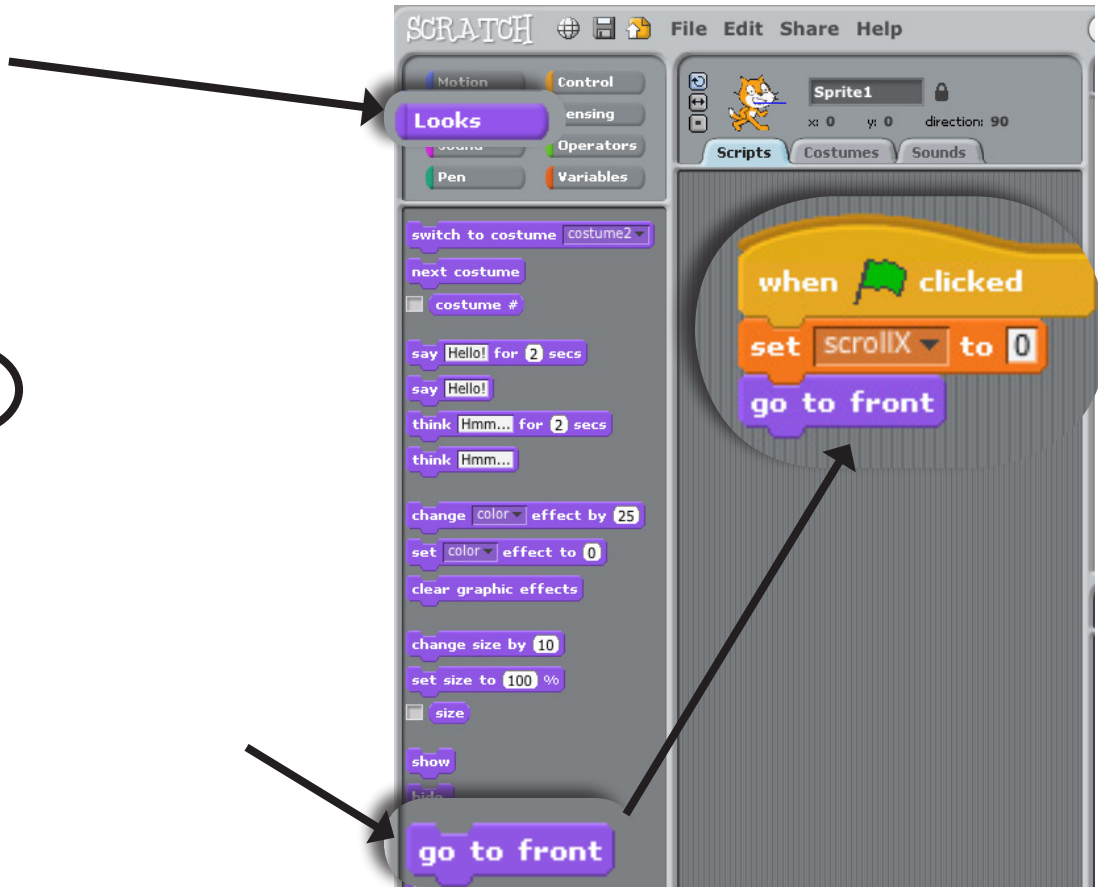 SCRATCH File Edit Share Help
Motion Control
Looks ensing
Sound Operators
Pen Variables
switch to costume costume2
next costume
costume #
say Hello! for 2 secs
say Hello!
think Hmm... for 2 secs
think Hmm...
change color effect by 25
set color effect to 0
clear graphic effects
change size by 10
set size to 100 %
size
show
hide
go to front
Sprite1
x: 0 y: 0 direction: 90
Scripts Costumes Sounds
when clicked
set scrollX to 0
go to front